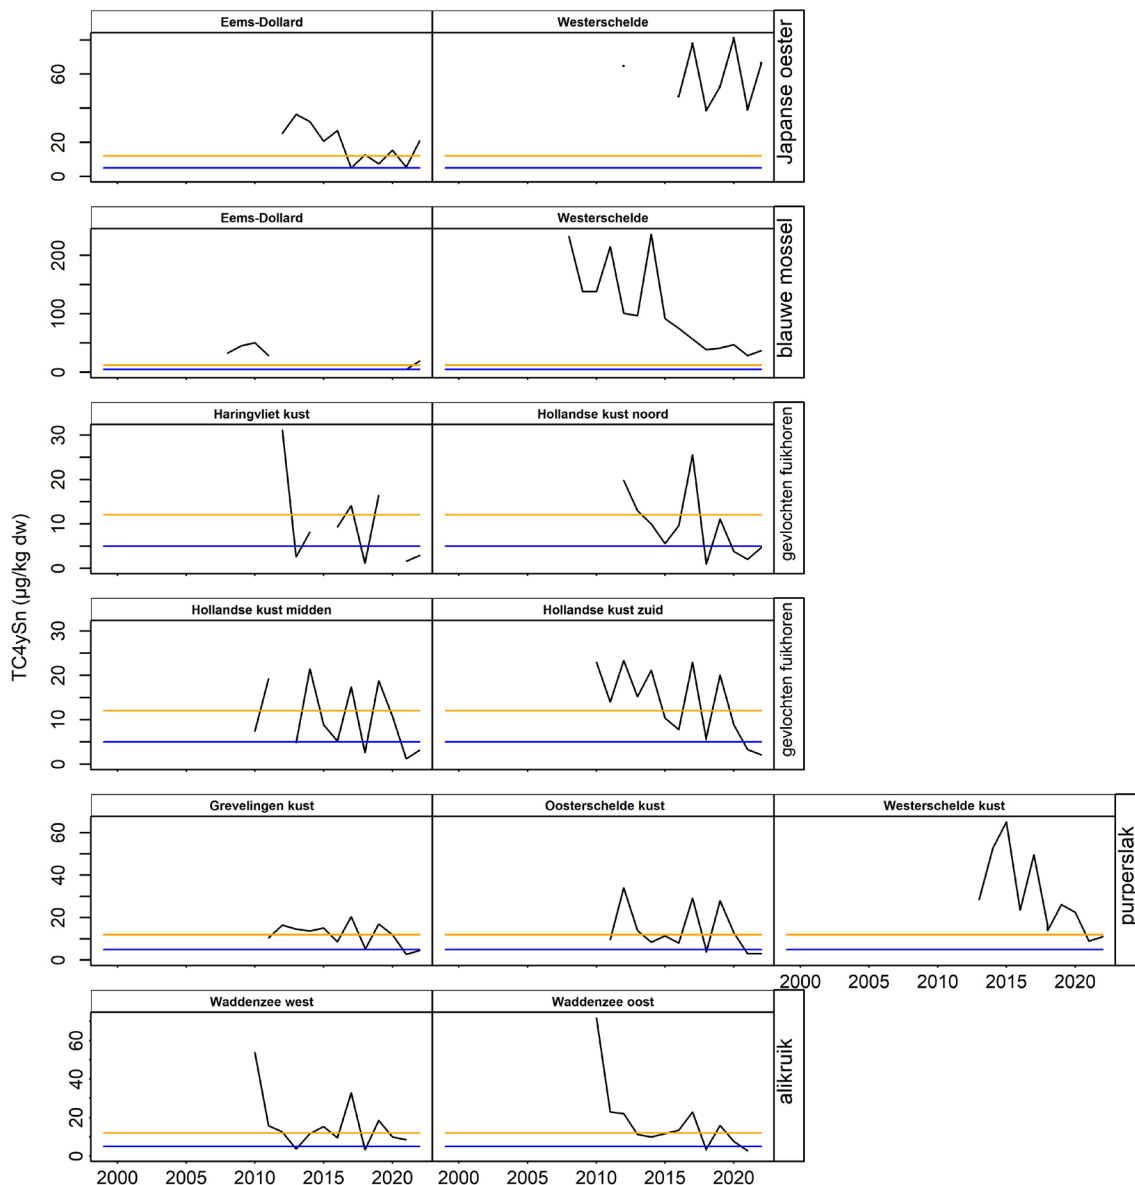 Eems-Dollard Westerschelde
Japanse oester
60
20
0
Eems-Dollard Westerschelde
blauwe mossel
200
100
0
Haringvliet kust Hollandse kust noord
gevlochten fuikhoren
30
20
10
0
TC4ySn (µg/kg dw)
Hollandse kust midden Hollandse kust zuid
gevlochten fuikhoren
30
20
10
0
Grevelingen kust Oosterschelde kust Westerschelde kust
purperslak
60
40
20
0
2000 2005 2010 2015 2020
Waddenzee west Waddenzee oost
alikruik
60
40
20
0
2000 2005 2010 2015 2020 2000 2005 2010 2015 2020